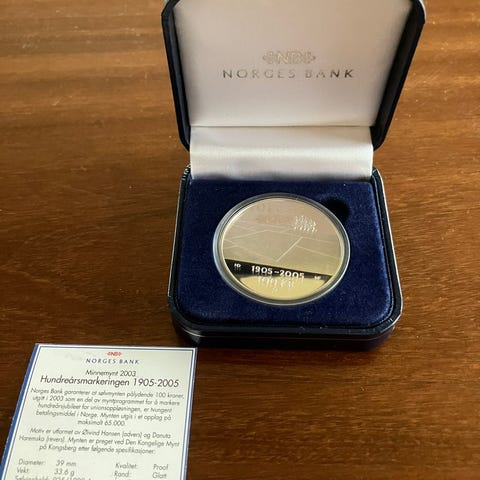 NB
NORGES BANK
1905-2005
NB
NORGES BANK
Minnemynt 2003
Hundreårsmarkeringen 1905-2005
Norges Bank garanterer at sølvmynten pålydende 100 kroner,
utgitt i 2003 som en del av myntprogrammet for å markere
hundreårsjubileet for unionsoppløsningen, er tvungent
betalingsmiddel i Norge. Mynten utgis i et opplag på
maksimalt 65.000.
Motiv er utformet av Øivind Hansen (advers) og Danuta
Haremska (revers). Mynten er preget ved Den Kongelige Mynt
på Kongsberg etter følgende spesifikasjoner:
Diameter: 39 mm Kvalitet: Proof
Vekt: 33.6 g Rand: Glatt
Sølvinnhold: 925/1000